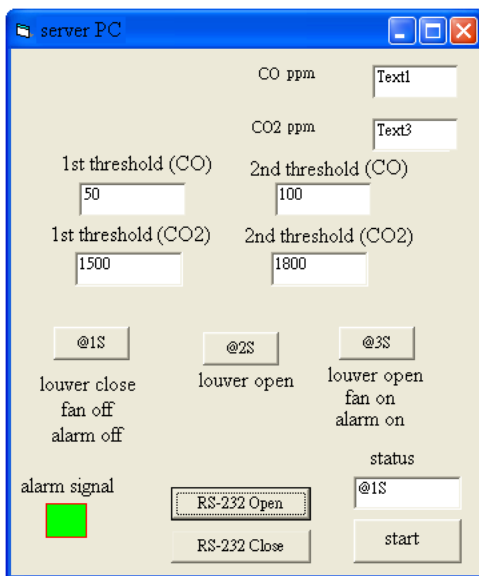 server PC
CO ppm Text1
CO2 ppm Text3
1st threshold (CO) 2nd threshold (CO)
50 100
1st threshold (CO2) 2nd threshold (CO2)
1500 1800
@1S @2S @3S
louver close
fan off
alarm off
louver open
louver open
fan on
alarm on
alarm signal
RS-232 Open
RS-232 Close
status
@1S
start